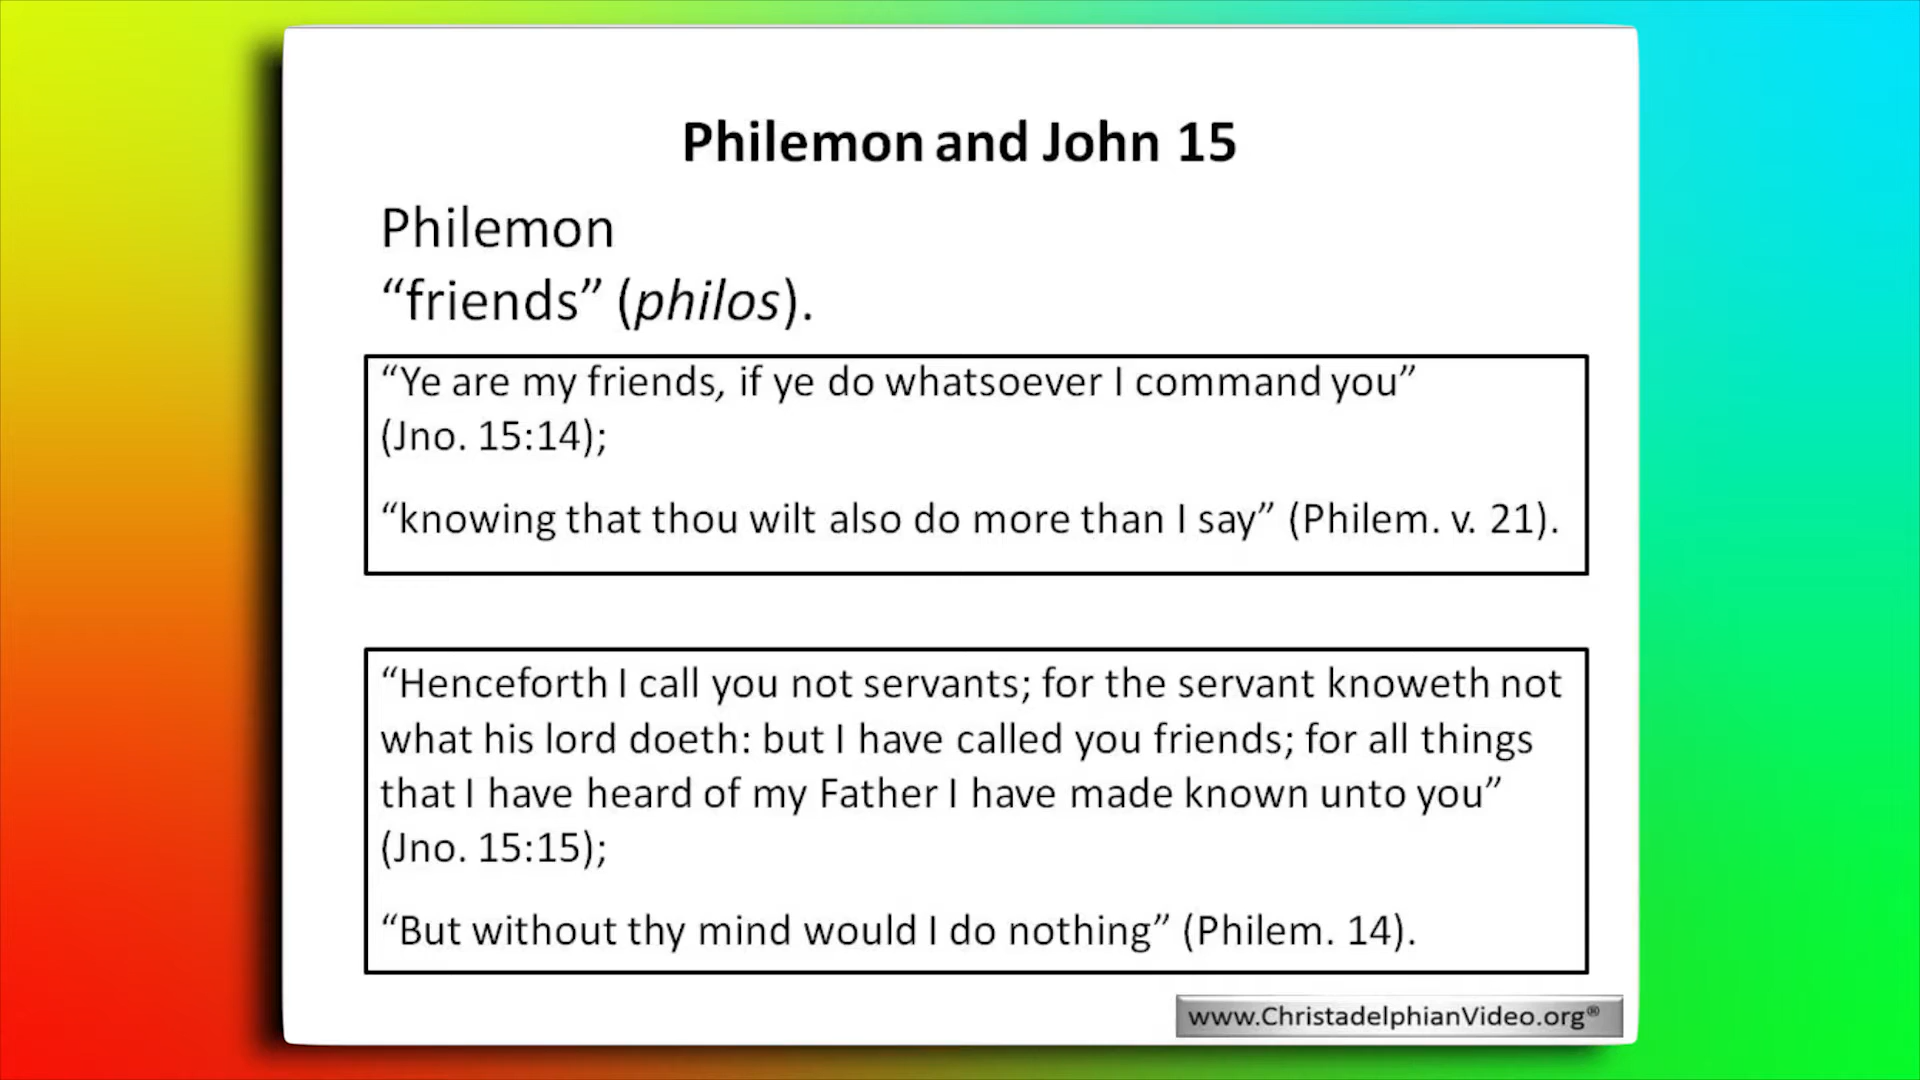 Philemon and John 15
Philemon
“friends” (philos).
“Ye are my friends, if ye do whatsoever I command you”
(Jno. 15:14);
“knowing that thou wilt also do more than I say” (Philem. v. 21).
“Henceforth I call you not servants; for the servant knoweth not
what his lord doeth: but I have called you friends; for all things
that I have heard of my Father I have made known unto you”
(Jno. 15:15);
“But without thy mind would I do nothing” (Philem. 14).
www.ChristadelphianVideo.org®